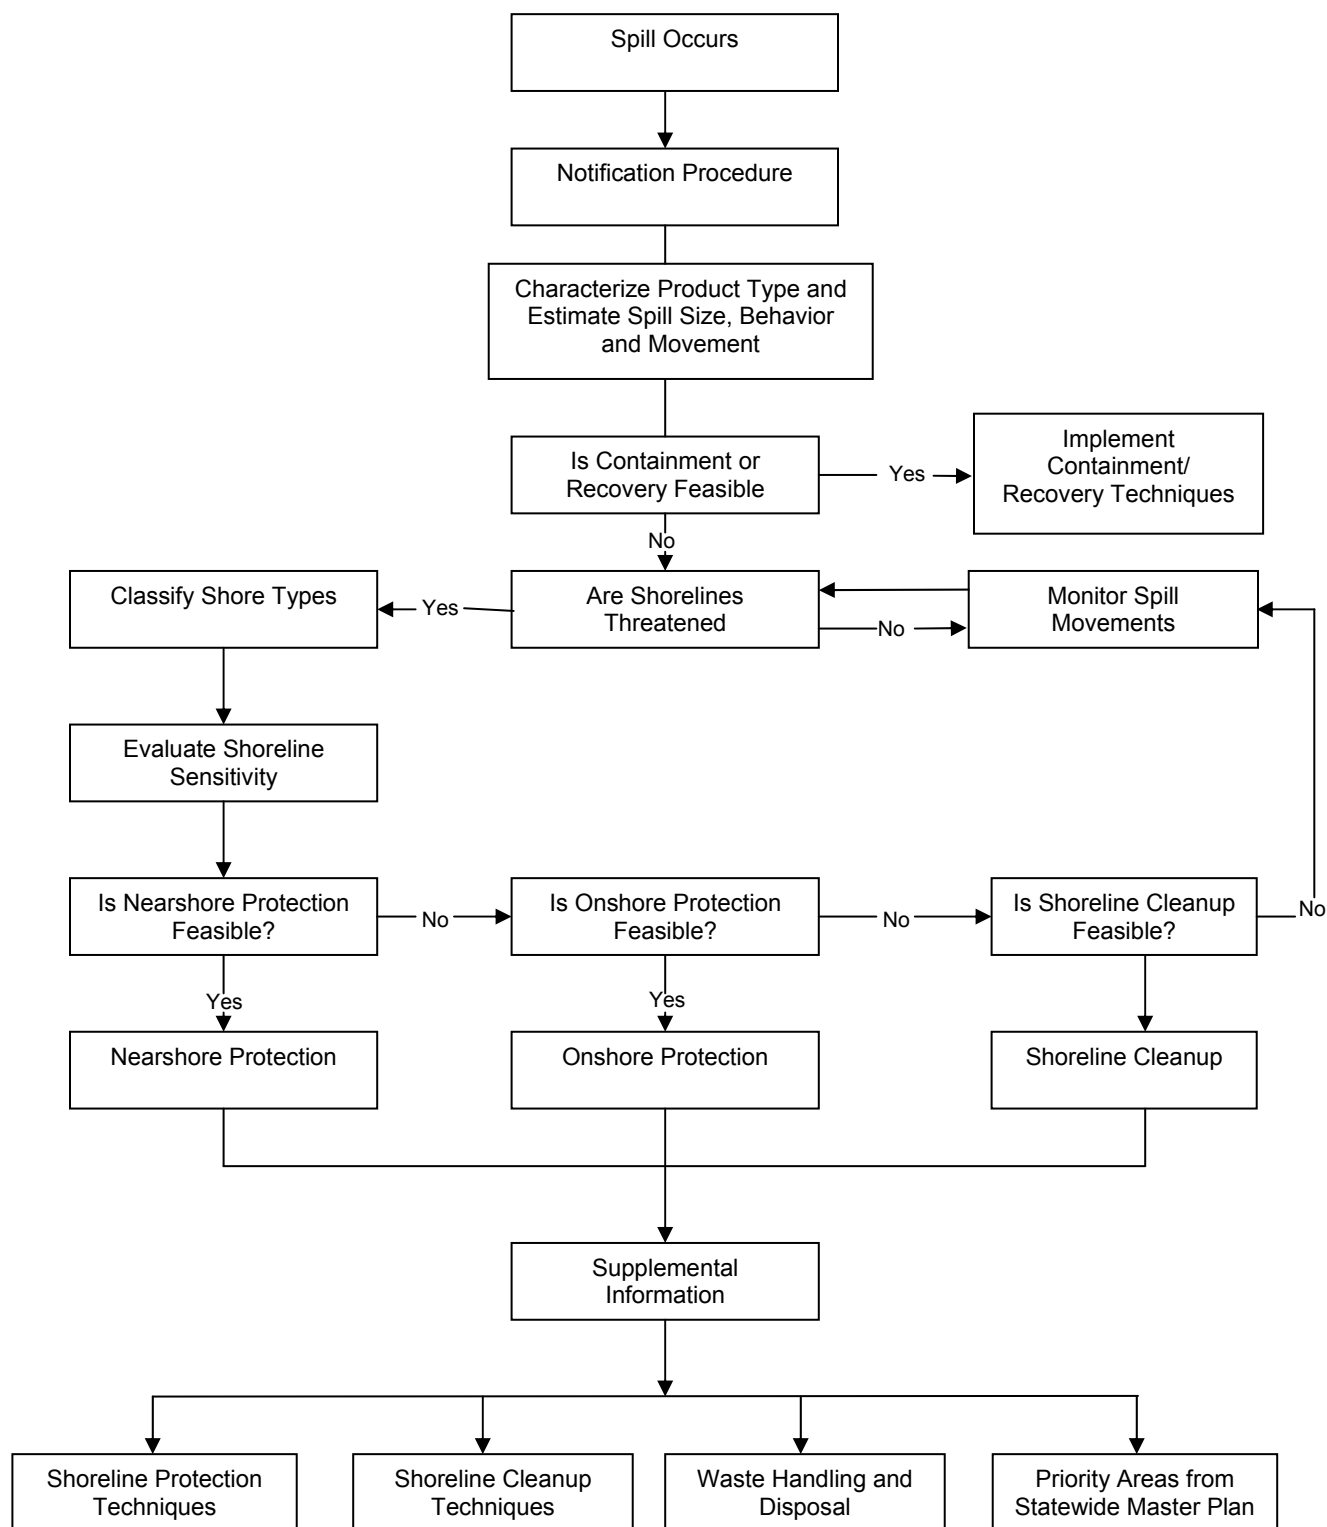 Spill Occurs
Notification Procedure
Characterize Product Type and
Estimate Spill Size, Behavior
and Movement
Is Containment or
Recovery Feasible
Yes
Implement
Containment/
Recovery Techniques
No
Classify Shore Types
Yes
Are Shorelines
Threatened
No
Monitor Spill
Movements
Evaluate Shoreline
Sensitivity
Is Nearshore Protection
Feasible?
No
Is Onshore Protection
Feasible?
No
Is Shoreline Cleanup
Feasible?
No
Yes
Yes
Nearshore Protection
Onshore Protection
Shoreline Cleanup
Supplemental
Information
Shoreline Protection
Techniques
Shoreline Cleanup
Techniques
Waste Handling and
Disposal
Priority Areas from
Statewide Master Plan